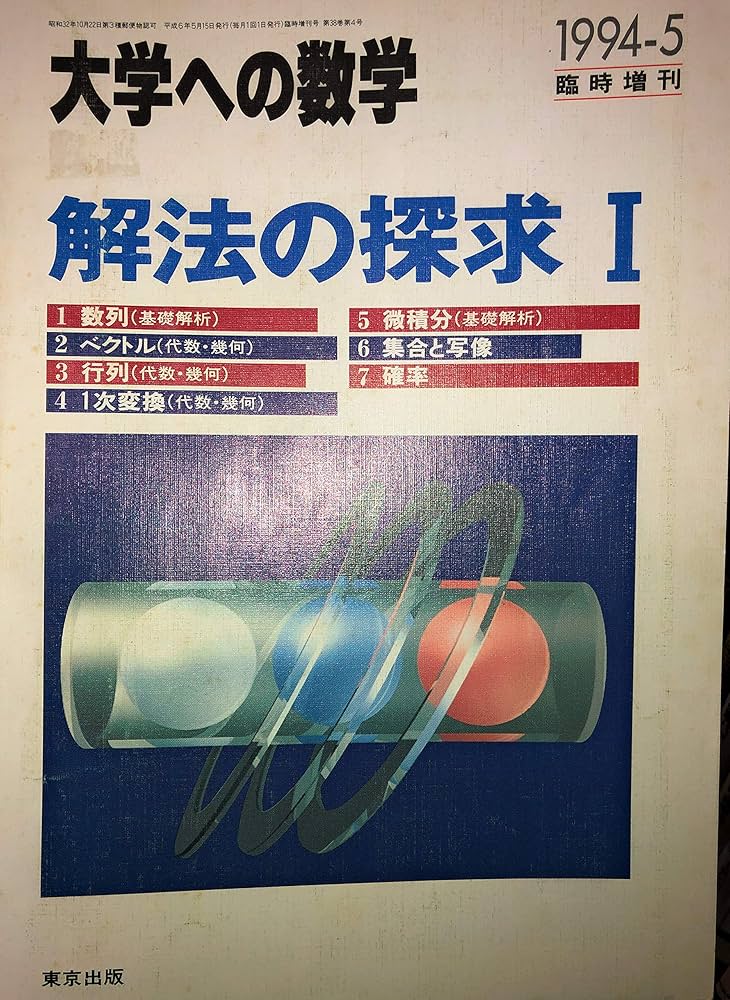 昭和32年10月22日第3種郵便物認可 平成6年5月15日発行(毎月1回1日発行)臨時増刊号 第38巻第4号
1994-5
臨時増刊
大学への数学
解法の探求 I
1 数列(基礎解析)
2 ベクトル(代数・幾何)
3 行列(代数・幾何)
4 1次変換(代数・幾何)
5 微積分(基礎解析)
6 集合と写像
7 確率
東京出版